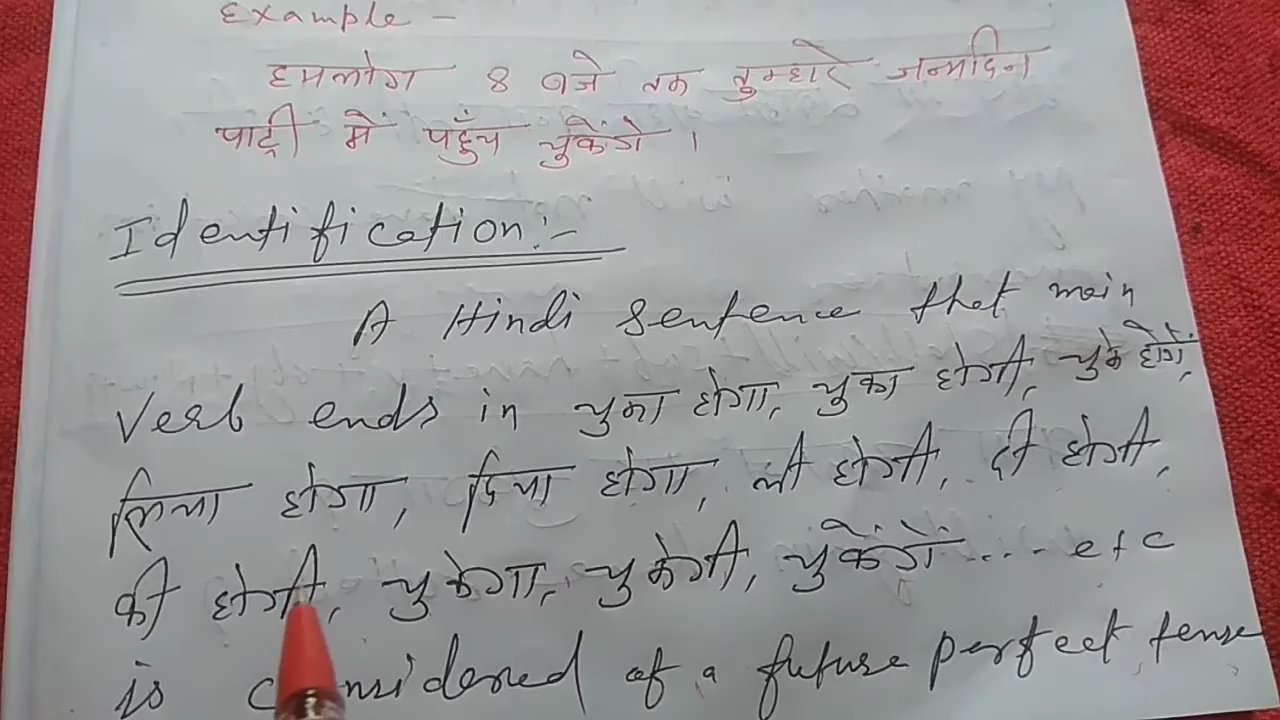 Example -
हमलोग 8 बजे तक तुम्हारे जन्मदिन
पार्टी में पहुँच चुकेंगे ।
Identification:-
A Hindi sentence that main
Verb ends in चुका होगा, चुका होगी, चुके होंगे,
लिया होगा, दिया होगा, ली होगी, दी होगी,
की होगी, चुकेगा, चुकेगी, चुकेंगे... etc
is considered of a future perfect tense